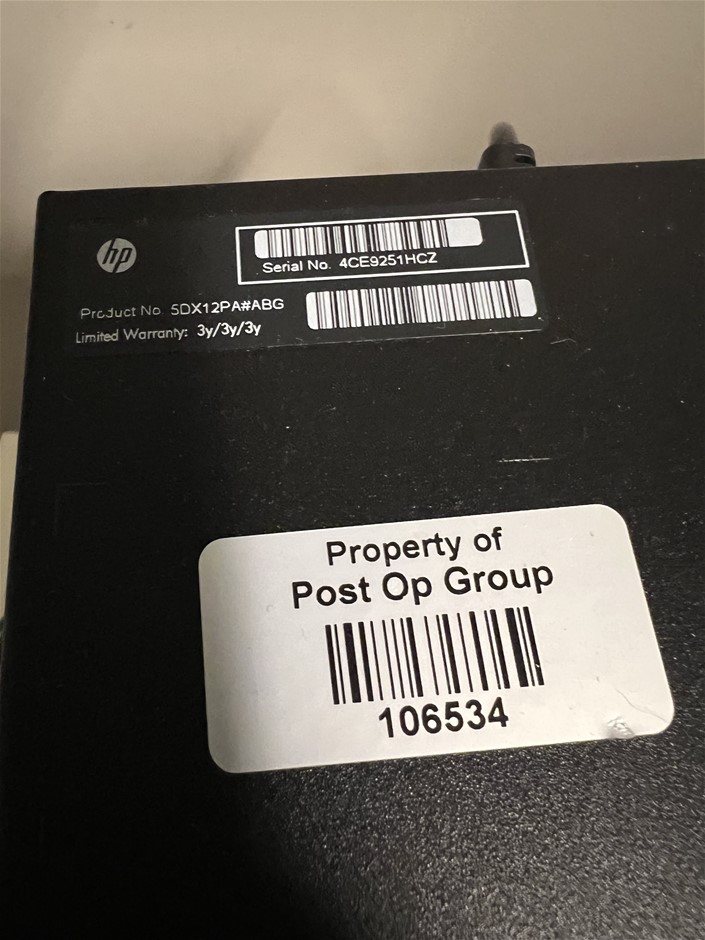 hp
Serial No. 4CE9251HCZ
Product No. 5DX12PA#ABG
Limited Warranty: 3y/3y/3y
Property of
Post Op Group
106534